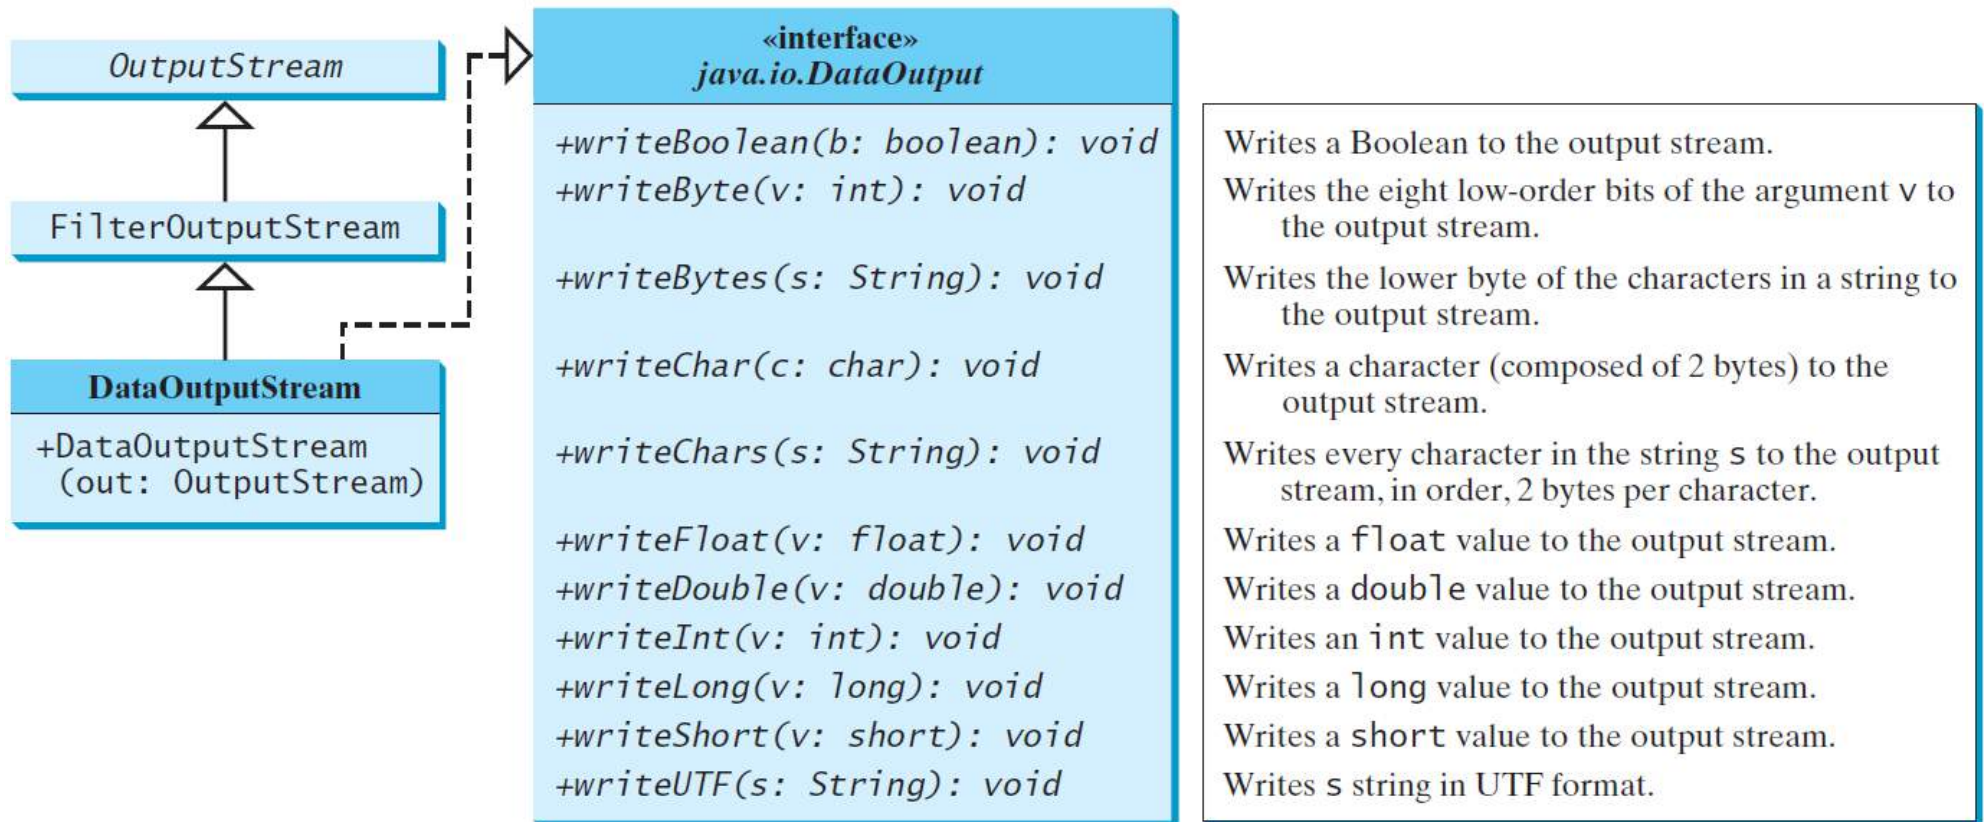 OutputStream
FilterOutputStream
DataOutputStream
+DataOutputStream
(out: OutputStream)
«interface»
java.io.DataOutput
+writeBoolean(b: boolean): void
+writeByte(v: int): void
+writeBytes(s: String): void
+writeChar(c: char): void
+writeChars(s: String): void
+writeFloat(v: float): void
+writeDouble(v: double): void
+writeInt(v: int): void
+writeLong(v: long): void
+writeShort(v: short): void
+writeUTF(s: String): void
Writes a Boolean to the output stream.
Writes the eight low-order bits of the argument v to
the output stream.
Writes the lower byte of the characters in a string to
the output stream.
Writes a character (composed of 2 bytes) to the
output stream.
Writes every character in the string s to the output
stream, in order, 2 bytes per character.
Writes a float value to the output stream.
Writes a double value to the output stream.
Writes an int value to the output stream.
Writes a long value to the output stream.
Writes a short value to the output stream.
Writes s string in UTF format.